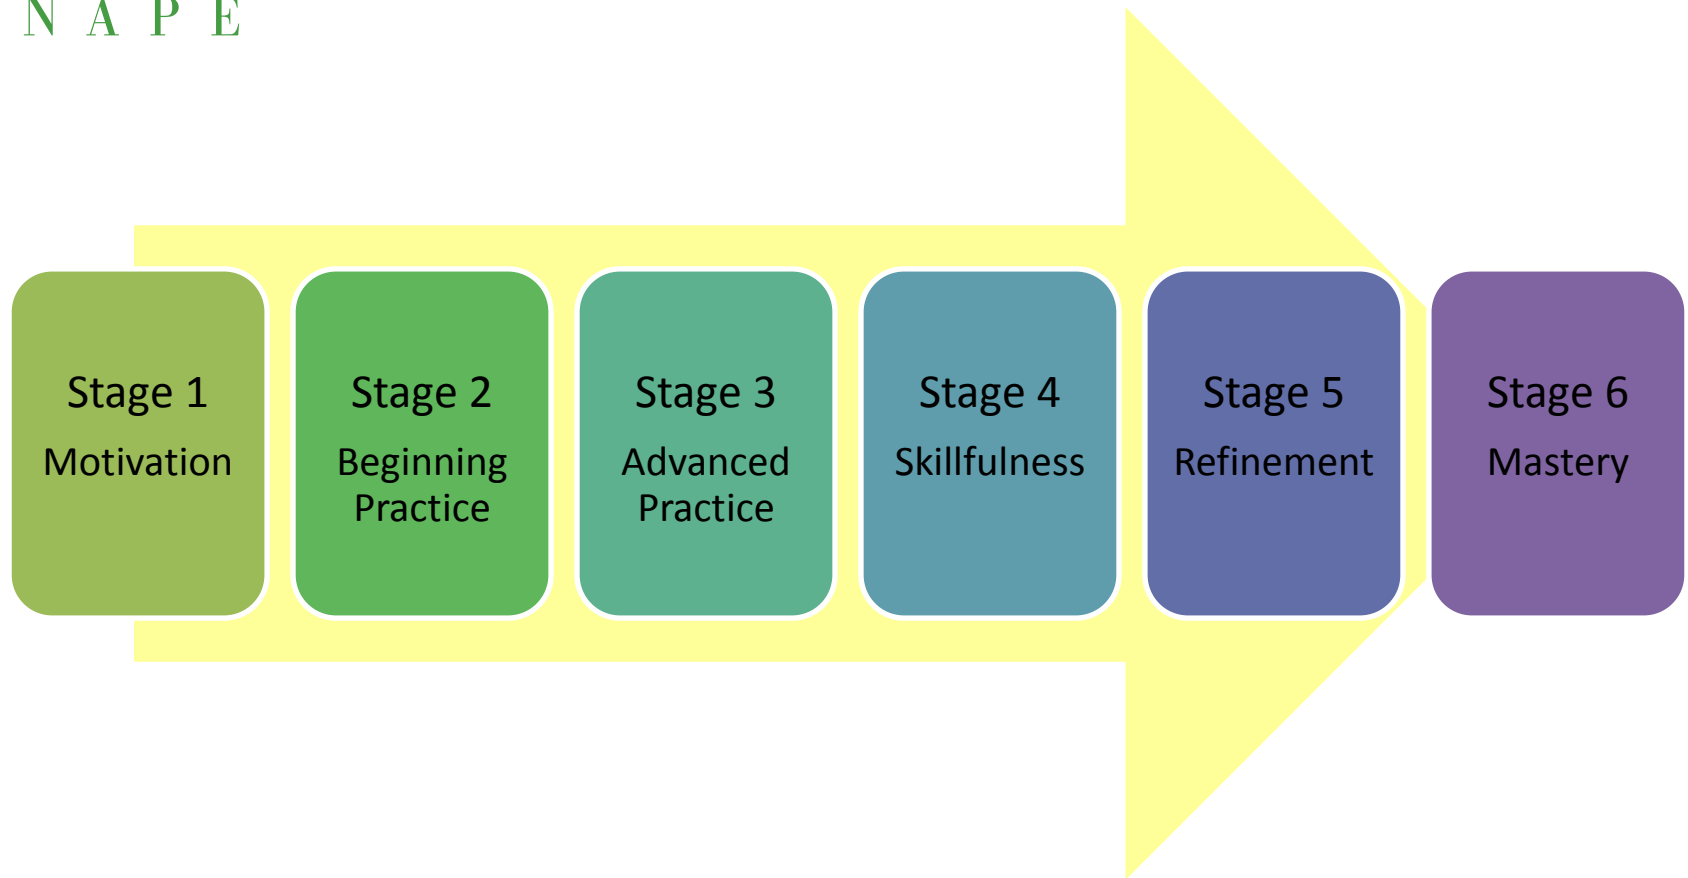 NAPE
Stage 1
Motivation
Stage 2
Beginning
Practice
Stage 3
Advanced
Practice
Stage 4
Skillfulness
Stage 5
Refinement
Stage 6
Mastery